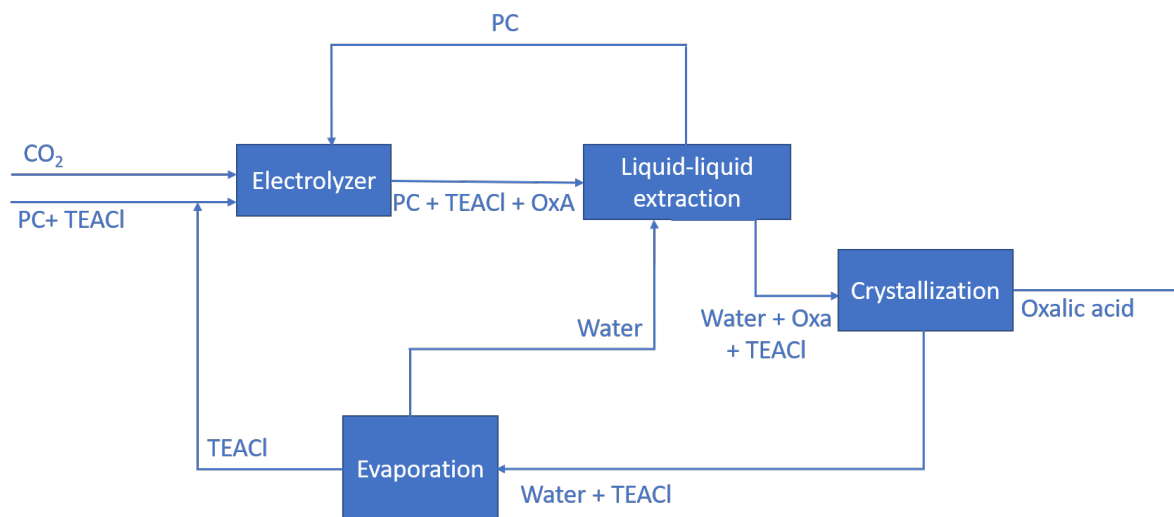 PC
CO₂
Electrolyzer
Liquid-liquid
extraction
PC+ TEACl
PC + TEACl + OxA
Crystallization
Oxalic acid
Water
Water + Oxa
+ TEACl
TEACl
Evaporation
Water + TEACl